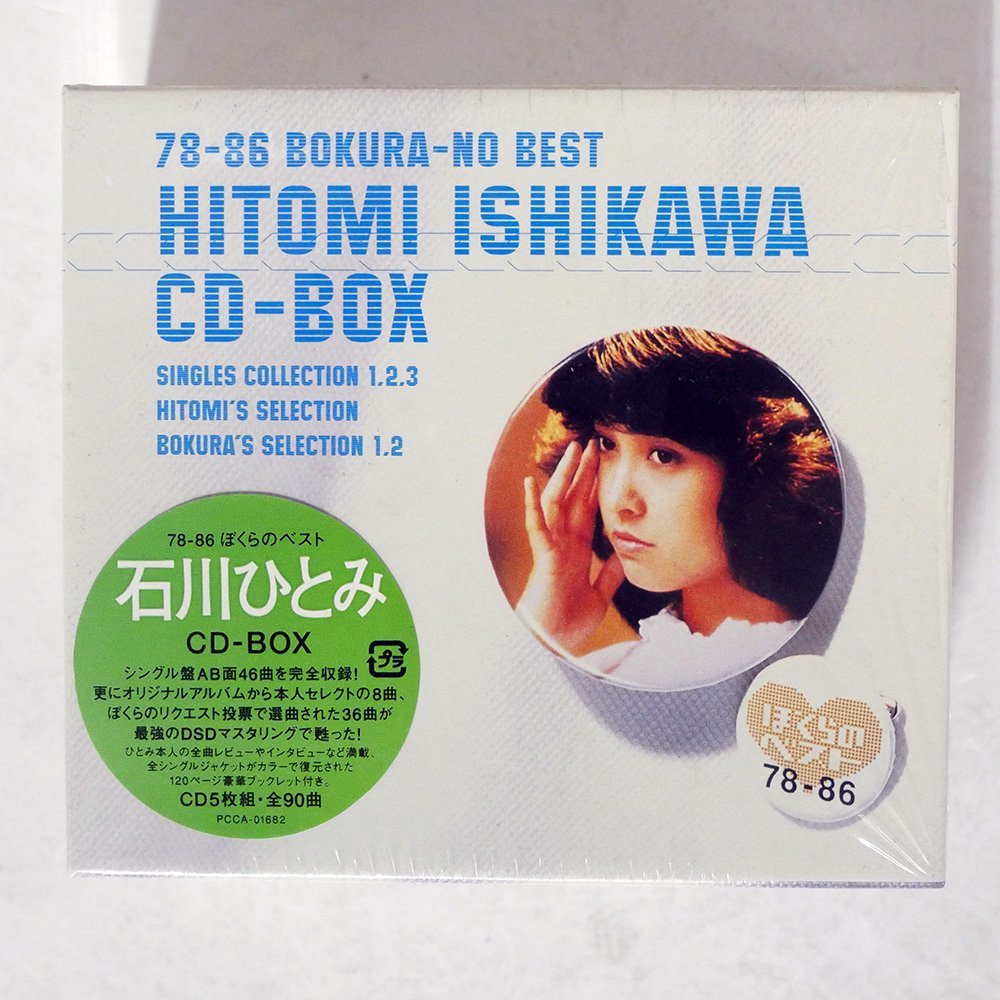 78-86 BOKURA-NO BEST
HITOMI ISHIKAWA
CD-BOX
SINGLES COLLECTION 1.2.3
HITOMI'S SELECTION
BOKURA'S SELECTION 1.2
78-86 ぼくらのベスト
石川ひとみ
CD-BOX
プラ
シングル盤AB面46曲を完全収録!
更にオリジナルアルバムから本人セレクトの8曲、
ぼくらのリクエスト投票で選曲された36曲が
最強のDSDマスタリングで甦った!
ひとみ本人の全曲レビューやインタビューなど満載、
全シングルジャケットがカラーで復元された
120ページ豪華ブックレット付き。
CD5枚組・全90曲
PCCA-01682
ぼくらの
ベスト
78-86